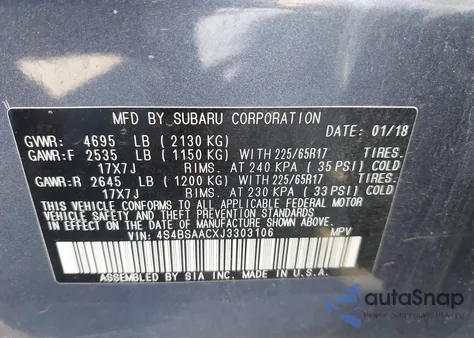 MFD BY SUBARU CORPORATION
DATE: 01/18
GVWR: 4695 LB (2130 KG)
GAWR:F 2535 LB (1150 KG) WITH 225/65R17 TIRES.
17X7J RIMS. AT 240 KPA (35 PSI) COLD
GAWR:R 2645 LB (1200 KG) WITH 225/65R17 TIRES.
17X7J RIMS. AT 230 KPA (33 PSI) COLD
THIS VEHICLE CONFORMS TO ALL APPLICABLE FEDERAL MOTOR
VEHICLE SAFETY AND THEFT PREVENTION STANDARDS
IN EFFECT ON THE DATE OF MANUFACTURE SHOWN ABOVE.
VIN: 4S4BSAACXJ3303106 MPV
ASSEMBLED BY SIA INC. MADE IN U.S.A.
autoSnap